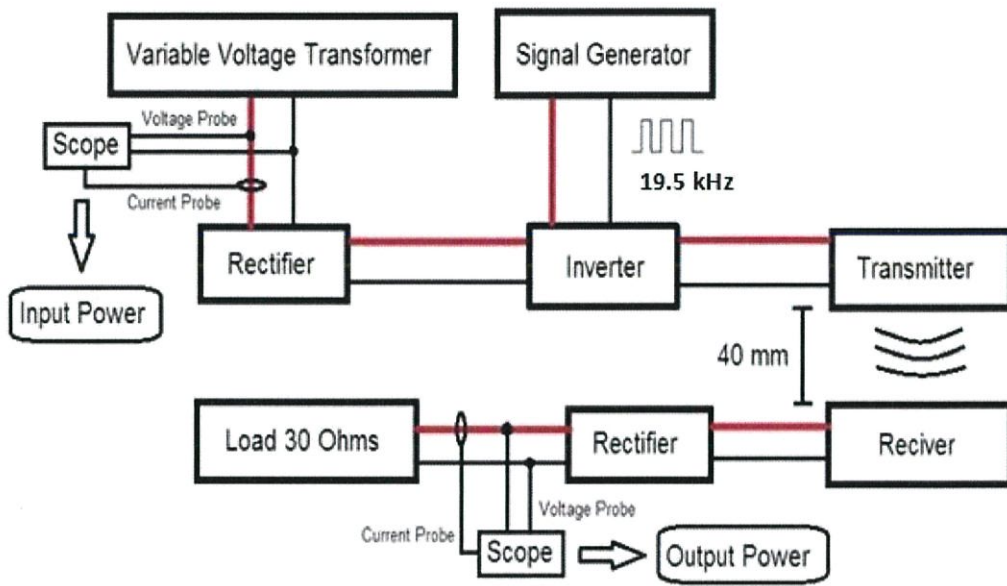 Variable Voltage Transformer
Signal Generator
Voltage Probe
Scope
19.5 kHz
Current Probe
Rectifier
Inverter
Transmitter
Input Power
40 mm
Load 30 Ohms
Rectifier
Reciver
Voltage Probe
Current Probe
Scope
Output Power